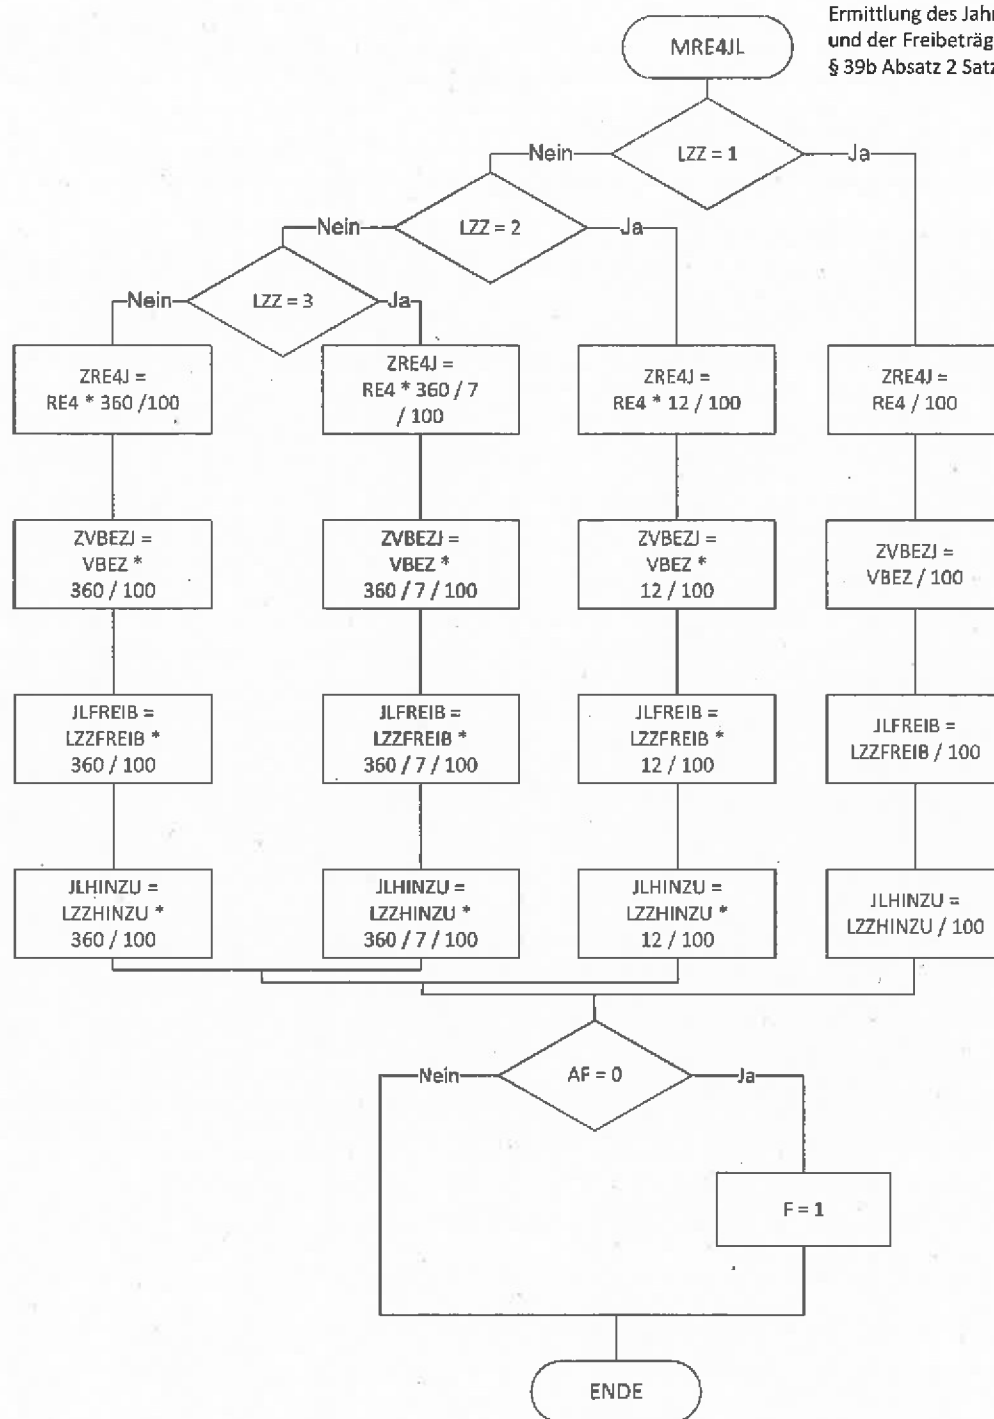 Ermittlung des Jahr
und der Freibeträg
§ 39b Absatz 2 Satz
MRE4JL
LZZ = 1
Nein
Ja
LZZ = 2
Nein
Ja
LZZ = 3
Nein
Ja
ZRE4J =
RE4 * 360 /100
ZRE4J =
RE4 * 360 / 7
/ 100
ZRE4J =
RE4 * 12 / 100
ZRE4J =
RE4 / 100
ZVBEZJ =
VBEZ *
360 / 100
ZVBEZJ =
VBEZ *
360 / 7 / 100
ZVBEZJ =
VBEZ *
12 / 100
ZVBEZJ =
VBEZ / 100
JLFREIB =
LZZFREIB *
360 / 100
JLFREIB =
LZZFREIB *
360 / 7 / 100
JLFREIB =
LZZFREIB *
12 / 100
JLFREIB =
LZZFREIB / 100
JLHINZU =
LZZHINZU *
360 / 100
JLHINZU =
LZZHINZU *
360 / 7 / 100
JLHINZU =
LZZHINZU *
12 / 100
JLHINZU =
LZZHINZU / 100
AF = 0
Nein
Ja
F = 1
ENDE